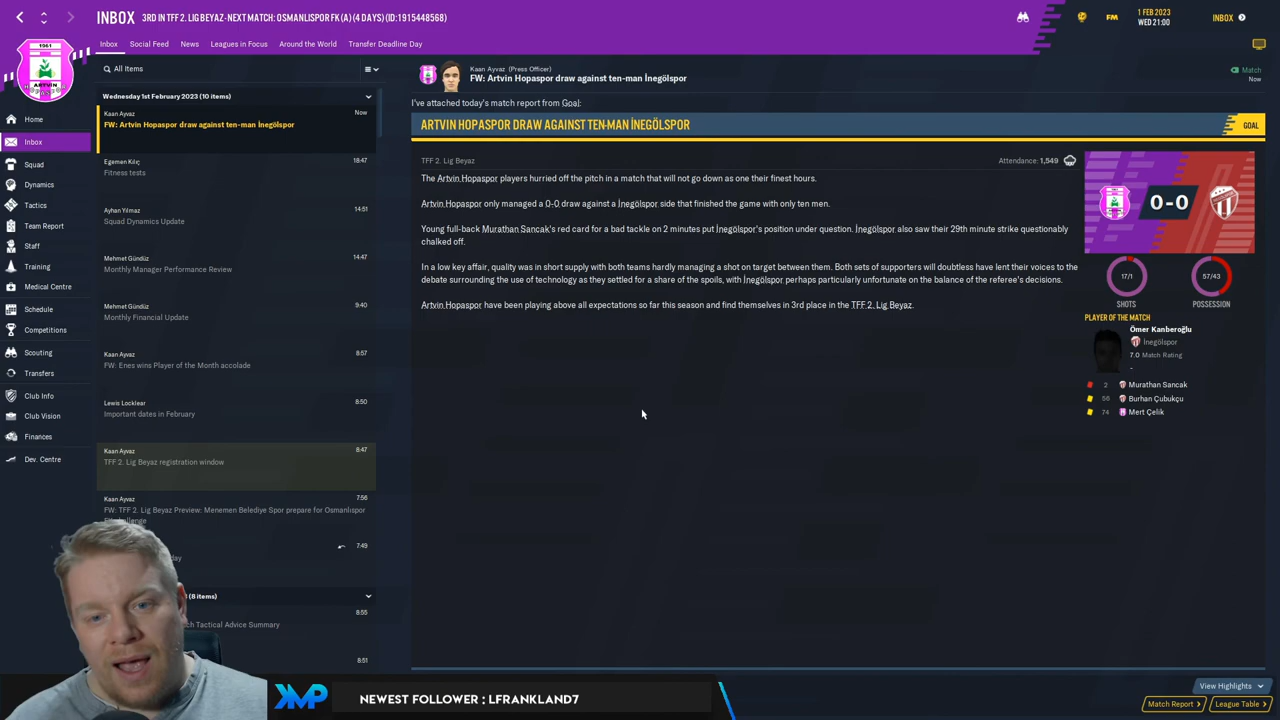 INBOX
3RD IN TFF 2. LIG BEYAZ-NEXT MATCH: OSMANLISPOR FK (A) (4 DAYS) (ID:1915448568)
FM
1 FEB 2023
WED 21:00
INBOX
Inbox
Social Feed
News
Leagues in Focus
Around the World
Transfer Deadline Day
1961
ARTVİN
Home
Inbox
Squad
Dynamics
Tactics
Team Report
Staff
Training
Medical Centre
Schedule
Competitions
Scouting
Transfers
Club Info
Club Vision
Finances
Dev. Centre
All Items
Wednesday 1st February 2023 (10 items)
Kaan Ayvaz
Now
FW: Artvin Hopaspor draw against ten-man İnegölspor
Egemen Kılıç
18:47
Fitness tests
Ayhan Yılmaz
14:51
Squad Dynamics Update
Mehmet Gündüz
14:47
Monthly Manager Performance Review
Mehmet Gündüz
9:40
Monthly Financial Update
Kaan Ayvaz
8:57
FW: Enes wins Player of the Month accolade
Lewis Locklear
8:50
Important dates in February
Kaan Ayvaz
8:47
TFF 2. Lig Beyaz registration window
Kaan Ayvaz
7:56
FW: TFF 2. Lig Beyaz Preview: Menemen Belediye Spor prepare for Osmanlıspor
7:49
(8 items)
8:55
Tactical Advice Summary
8:51
Kaan Ayvaz (Press Officer)
FW: Artvin Hopaspor draw against ten-man İnegölspor
Match
Now
I've attached today's match report from Goal:
ARTVIN HOPASPOR DRAW AGAINST TEN-MAN İNEGÖLSPOR
GOAL
TFF 2. Lig Beyaz
Attendance: 1,549
The Artvin Hopaspor players hurried off the pitch in a match that will not go down as one their finest hours.
Artvin Hopaspor only managed a 0-0 draw against a İnegölspor side that finished the game with only ten men.
Young full-back Murathan Sancak's red card for a bad tackle on 2 minutes put İnegölspor's position under question. İnegölspor also saw their 29th minute strike questionably
chalked off.
In a low key affair, quality was in short supply with both teams hardly managing a shot on target between them. Both sets of supporters will doubtless have lent their voices to the
debate surrounding the use of technology as they settled for a share of the spoils, with İnegölspor perhaps particularly unfortunate on the balance of the referee's decisions.
Artvin Hopaspor have been playing above all expectations so far this season and find themselves in 3rd place in the TFF 2. Lig Beyaz.
0-0
17/1
SHOTS
57/43
POSSESSION
PLAYER OF THE MATCH
Ömer Kanberoğlu
İnegölspor
7.0 Match Rating
-
2 Murathan Sancak
56 Burhan Çubukçu
74 Mert Çelik
View Highlights
Match Report
League Table
KMP
NEWEST FOLLOWER : LFRANKLAND7